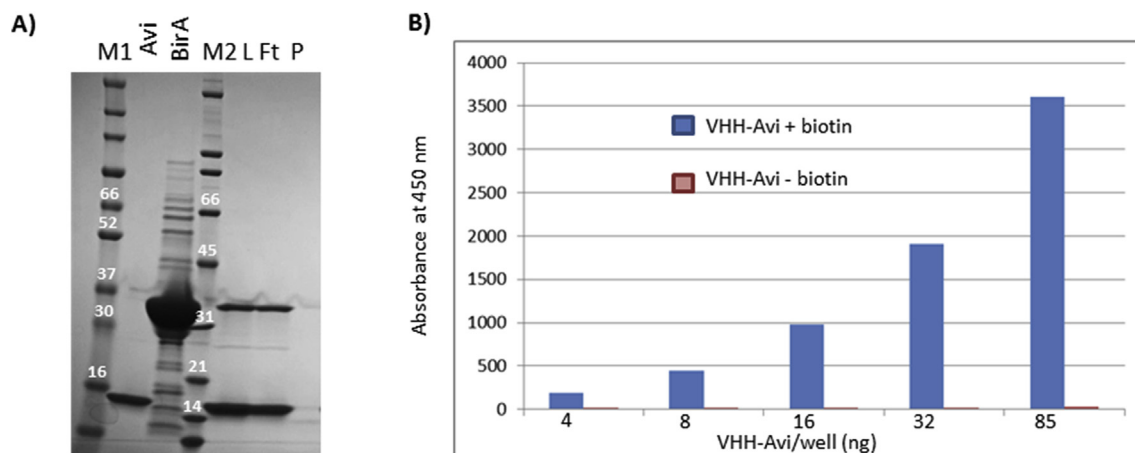 A)
M1 Avi BirA M2 L Ft P
66
52
37
30
16
66
45
31
21
14
B)
4000
3500
3000
2500
2000
1500
1000
500
0
Absorbance at 450 nm
VHH-Avi + biotin
VHH-Avi - biotin
4 8 16 32 85
VHH-Avi/well (ng)